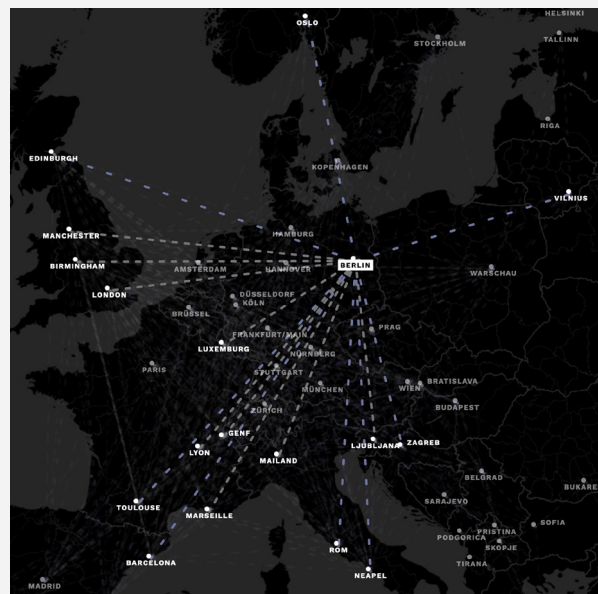 HELSINKI
OSLO
TALLINN
STOCKHOLM
RIGA
EDINBURGH
KOPENHAGEN
VILNIUS
MANCHESTER
HAMBURG
BIRMINGHAM
AMSTERDAM
HANNOVER
BERLIN
WARSCHAU
LONDON
DÜSSELDORF
KÖLN
BRÜSSEL
PRAG
FRANKFURT/MAIN
LUXEMBURG
NÜRNBERG
PARIS
STUTTGART
WIEN
BRATISLAVA
MÜNCHEN
BUDAPEST
ZÜRICH
GENF
LJUBLJANA
ZAGREB
LYON
MAILAND
BELGRAD
BUKARE
SARAJEVO
TOULOUSE
MARSEILLE
SOFIA
PRISTINA
PODGORICA
SKOPJE
ROM
BARCELONA
TIRANA
NEAPEL
MADRID